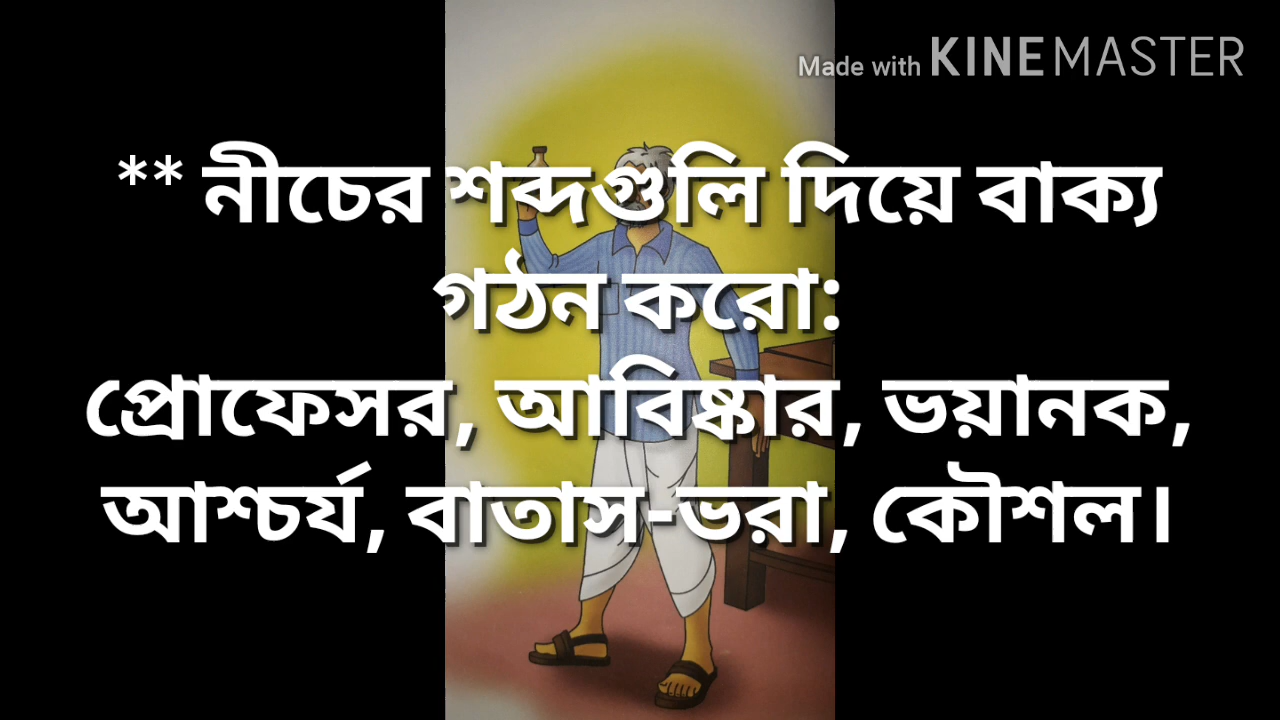 Made with KINEMASTER
** নীচের শব্দগুলি দিয়ে বাক্য
গঠন করো:
প্রোফেসর, আবিষ্কার, ভয়ানক,
আশ্চর্য, বাতাস-ভরা, কৌশল।